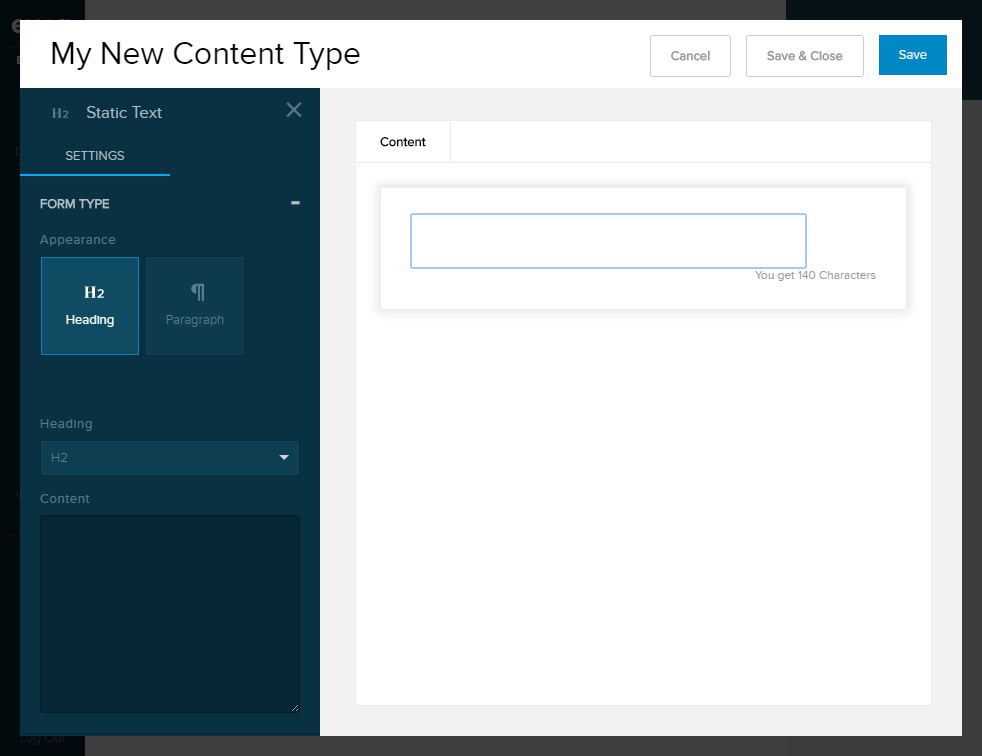 My New Content Type
Cancel
Save & Close
Save
H2 Static Text
SETTINGS
FORM TYPE
Appearance
H2
Heading
¶
Paragraph
Heading
H2
Content
Content
You get 140 Characters
Log Out